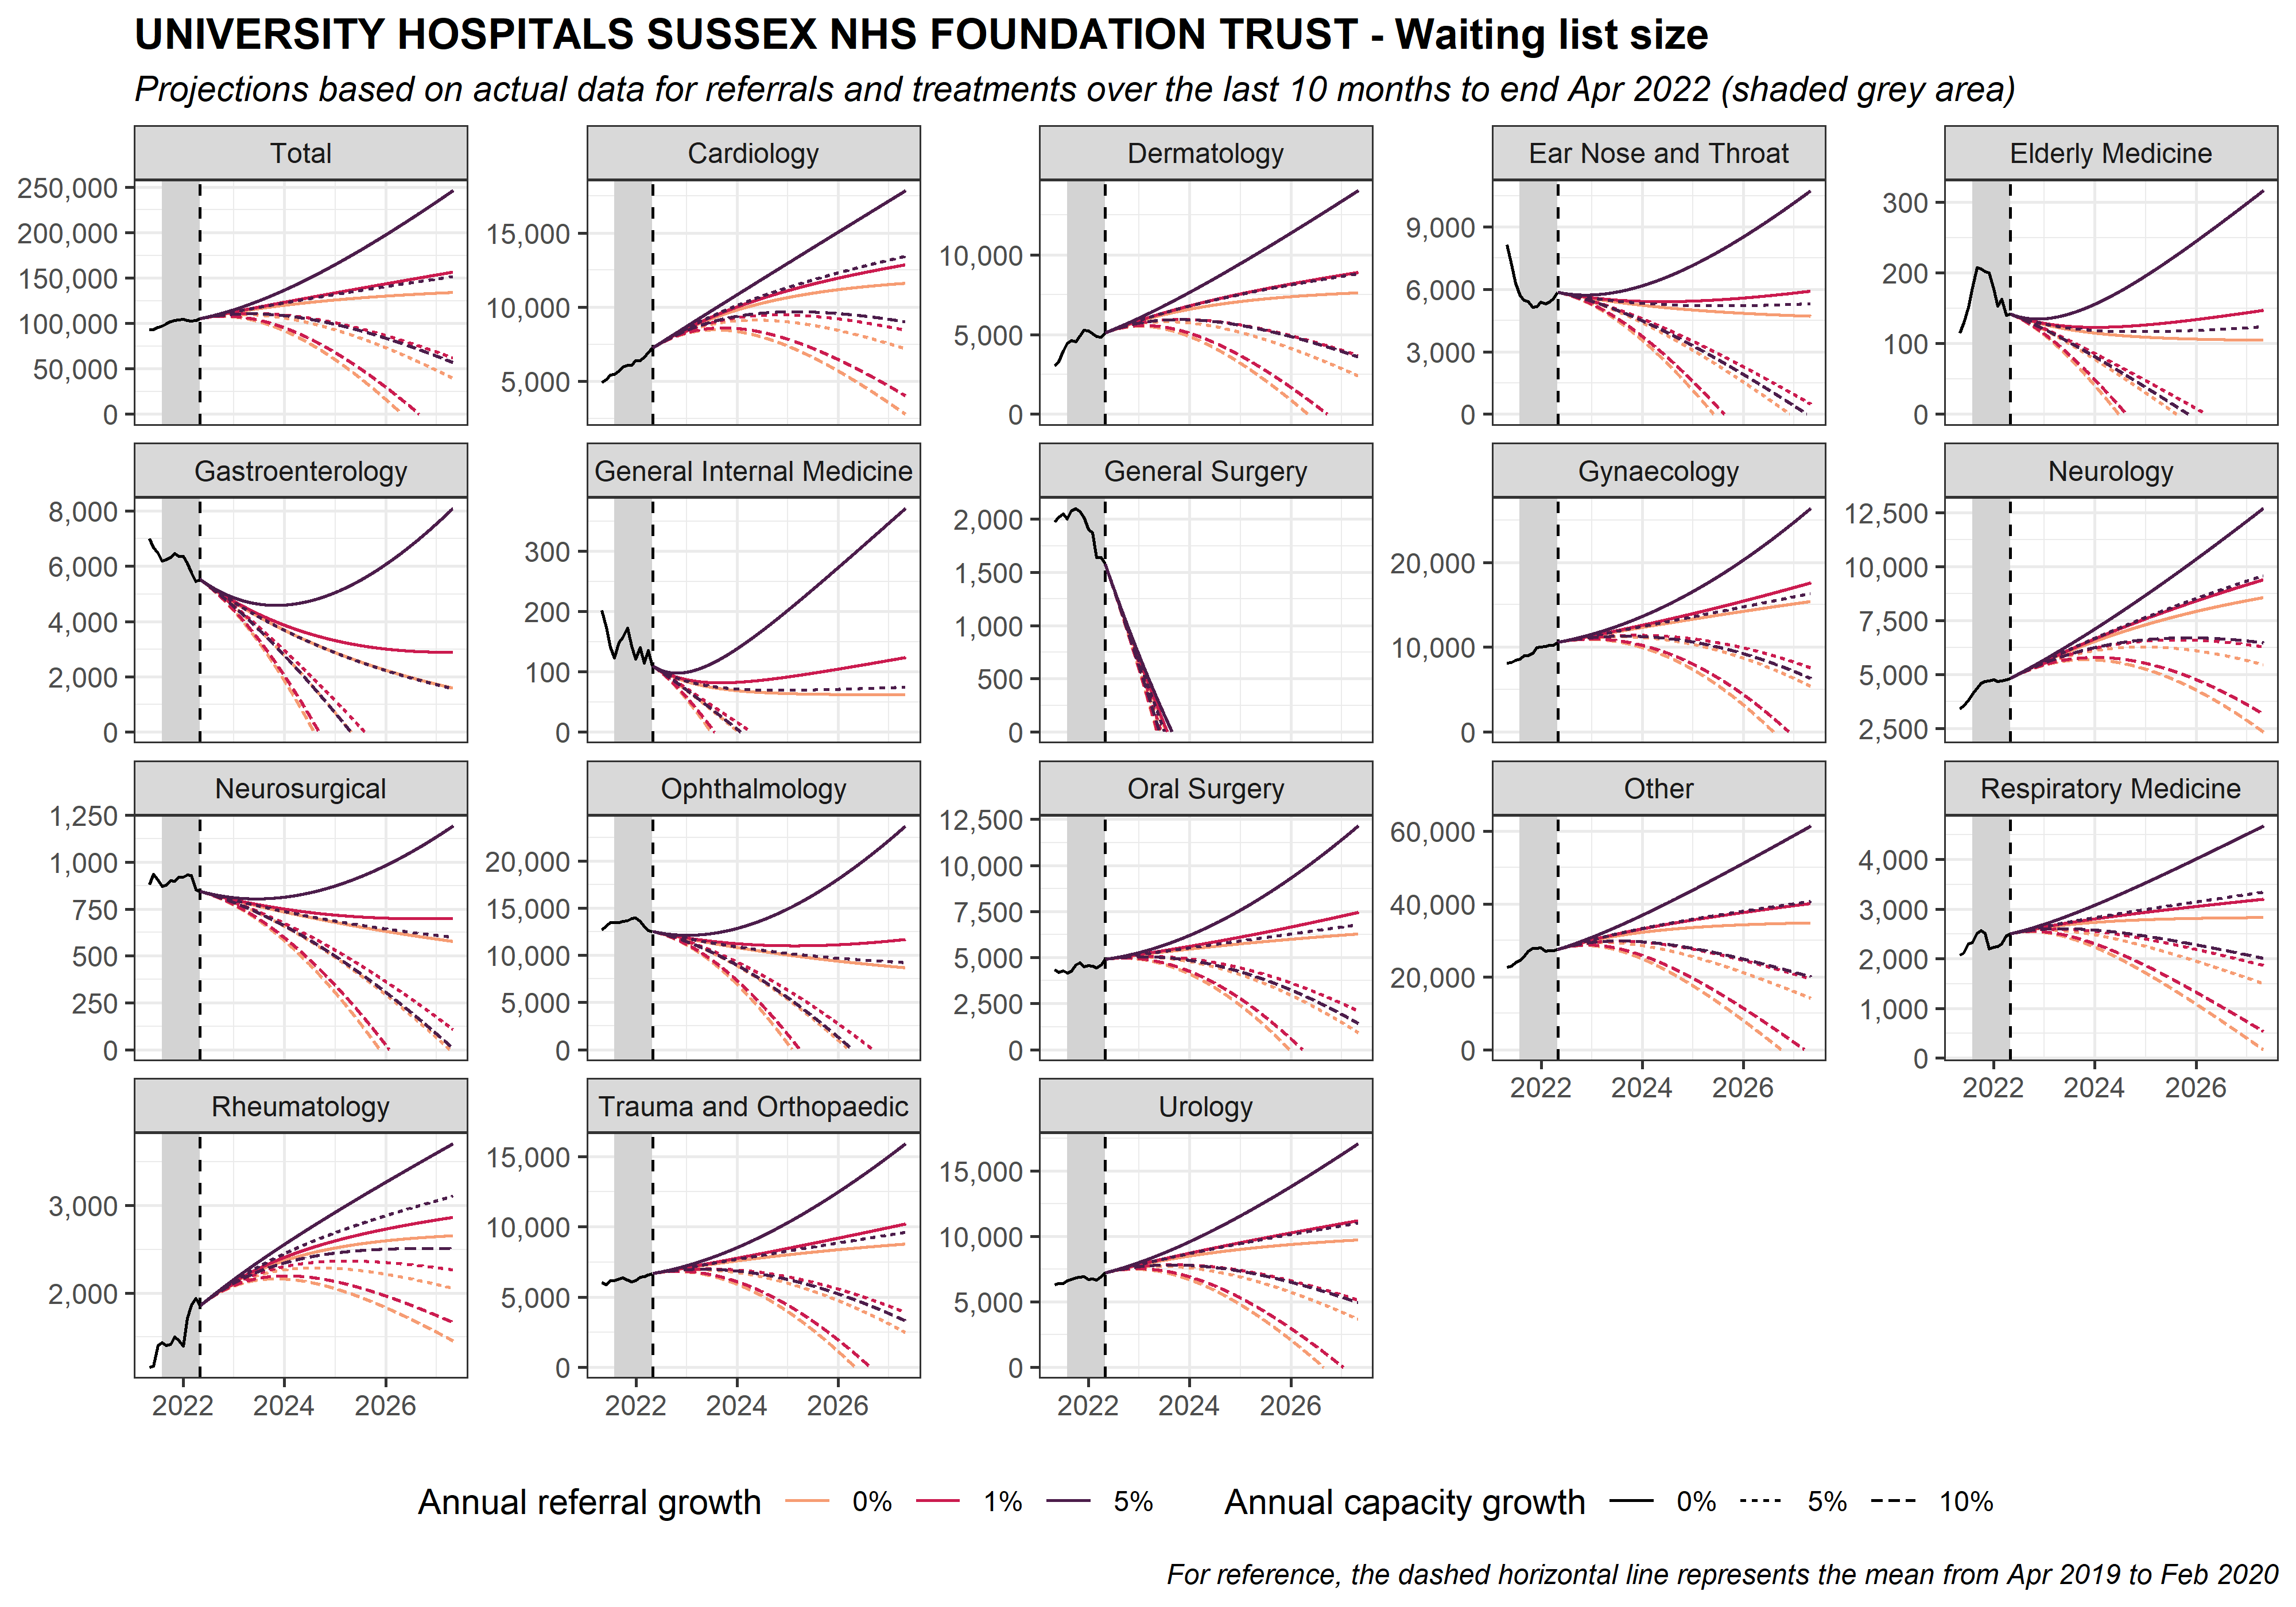 UNIVERSITY HOSPITALS SUSSEX NHS FOUNDATION TRUST - Waiting list size
Projections based on actual data for referrals and treatments over the last 10 months to end Apr 2022 (shaded grey area)
Total
250,000
200,000
150,000
100,000
50,000
0
Cardiology
15,000
10,000
5,000
Dermatology
10,000
5,000
0
Ear Nose and Throat
9,000
6,000
3,000
0
Elderly Medicine
300
200
100
0
Gastroenterology
8,000
6,000
4,000
2,000
0
General Internal Medicine
300
200
100
0
General Surgery
2,000
1,500
1,000
500
0
Gynaecology
20,000
10,000
0
Neurology
12,500
10,000
7,500
5,000
2,500
Neurosurgical
1,250
1,000
750
500
250
0
Ophthalmology
20,000
15,000
10,000
5,000
0
Oral Surgery
12,500
10,000
7,500
5,000
2,500
0
Other
60,000
40,000
20,000
0
2022 2024 2026
Respiratory Medicine
4,000
3,000
2,000
1,000
0
2022 2024 2026
Rheumatology
3,000
2,000
2022 2024 2026
Trauma and Orthopaedic
15,000
10,000
5,000
0
2022 2024 2026
Urology
15,000
10,000
5,000
0
2022 2024 2026
Annual referral growth 0% 1% 5% Annual capacity growth 0% 5% 10%
For reference, the dashed horizontal line represents the mean from Apr 2019 to Feb 2020